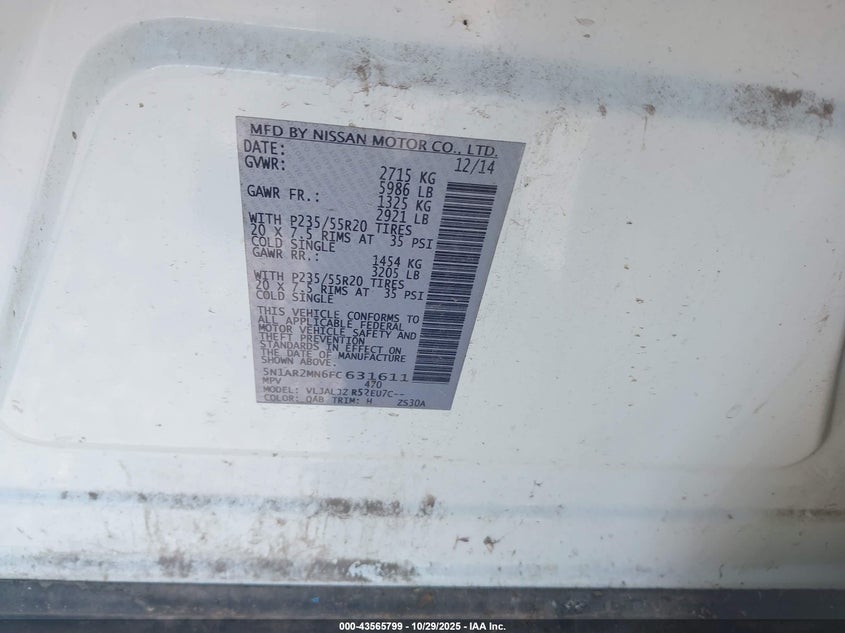 MFD BY NISSAN MOTOR CO., LTD.
DATE: 12/14
GVWR: 2715 KG
5986 LB
GAWR FR.: 1325 KG
2921 LB
WITH P235/55R20 TIRES
20 X 7.5 RIMS AT 35 PSI
COLD SINGLE
GAWR RR.: 1454 KG
3205 LB
WITH P235/55R20 TIRES
20 X 7.5 RIMS AT 35 PSI
COLD SINGLE
THIS VEHICLE CONFORMS TO
ALL APPLICABLE FEDERAL
MOTOR VEHICLE SAFETY AND
THEFT PREVENTION
STANDARDS IN EFFECT ON
THE DATE OF MANUFACTURE
SHOWN ABOVE.
5N1AR2MN6FC631611
MPV 470
MODEL: VLJALJZ R52EU7C--
COLOR: QAB TRIM: H ZS30A
000-43565799 - 10/29/2025 - IAA Inc.